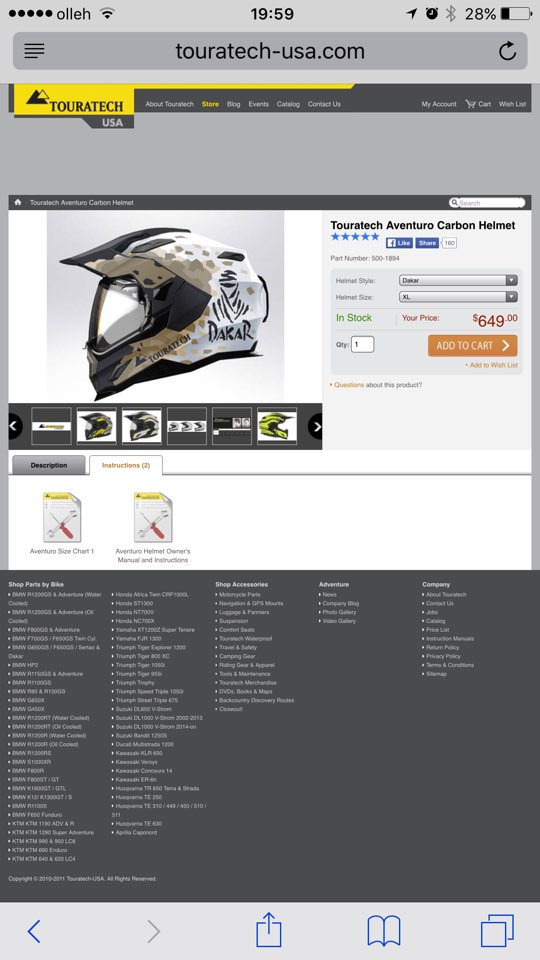 olleh
19:59
28%
touratech-usa.com
TOURATECH
USA
About Touratech Store Blog Events Catalog Contact Us
My Account Cart Wish List
Touratech Aventuro Carbon Helmet
Search
Touratech Aventuro Carbon Helmet
Like Share 160
Part Number: 500-1894
Helmet Style: Dakar
Helmet Size: XL
In Stock Your Price: $649.00
Qty: 1 ADD TO CART
Add to Wish List
Questions about this product?
DAKAR
TOURATECH
Description Instructions (2)
TOURATECH
TOURATECH
Aventuro Size Chart 1
Aventuro Helmet Owner's
Manual and Instructions
Shop Parts by Bike
BMW R1200GS & Adventure (Water
Cooled)
BMW R1200GS & Adventure (Oil
Cooled)
BMW F800GS & Adventure
BMW F700GS / F650GS Twin Cyl.
BMW G650GS / F650GS / Sertao &
Dakar
BMW HP2
BMW R1150GS & Adventure
BMW R1100GS
BMW R80 & R100GS
BMW G650X
BMW G450X
BMW R1200RT (Water Cooled)
BMW R1200RT (Oil Cooled)
BMW R1200R (Water Cooled)
BMW R1200R (Oil Cooled)
BMW R1200RS
BMW S1000XR
BMW F800R
BMW F800ST / GT
BMW K1600GT / GTL
BMW K12/ K1300GT / S
BMW R1100S
BMW F650 Funduro
KTM KTM 1190 ADV & R
KTM KTM 1290 Super Adventure
KTM KTM 990 & 950 LC8
KTM KTM 690 Enduro
KTM KTM 640 & 620 LC4
Honda Africa Twin CRF1000L
Honda ST1300
Honda NT700V
Honda NC700X
Yamaha XT1200Z Super Tenere
Yamaha FJR 1300
Triumph Tiger Explorer 1200
Triumph Tiger 800 XC
Triumph Tiger 1050i
Triumph Tiger 955i
Triumph Trophy
Triumph Speed Triple 1050i
Triumph Street Triple 675
Suzuki DL650 V-Strom
Suzuki DL1000 V-Strom 2002-2013
Suzuki DL1000 V-Strom 2014-on
Suzuki Bandit 1250S
Ducati Multistrada 1200
Kawasaki KLR 650
Kawasaki Versys
Kawasaki Concours 14
Kawasaki ER-6n
Husqvarna TR 650 Terra & Strada
Husqvarna TE 250
Husqvarna TE 310 / 449 / 450 / 510 /
511
Husqvarna TE 630
Aprilia Caponord
Shop Accessories
Motorcycle Parts
Navigation & GPS Mounts
Luggage & Panniers
Suspension
Comfort Seats
Touratech Waterproof
Travel & Safety
Camping Gear
Riding Gear & Apparel
Tools & Maintenance
Touratech Merchandise
DVDs, Books & Maps
Backcountry Discovery Routes
Closeout!
Adventure
News
Company Blog
Photo Gallery
Video Gallery
Company
About Touratech
Contact Us
Jobs
Catalog
Price List
Instruction Manuals
Return Policy
Privacy Policy
Terms & Conditions
Sitemap
Copyright © 2010-2011 Touratech-USA. All Rights Reserved.